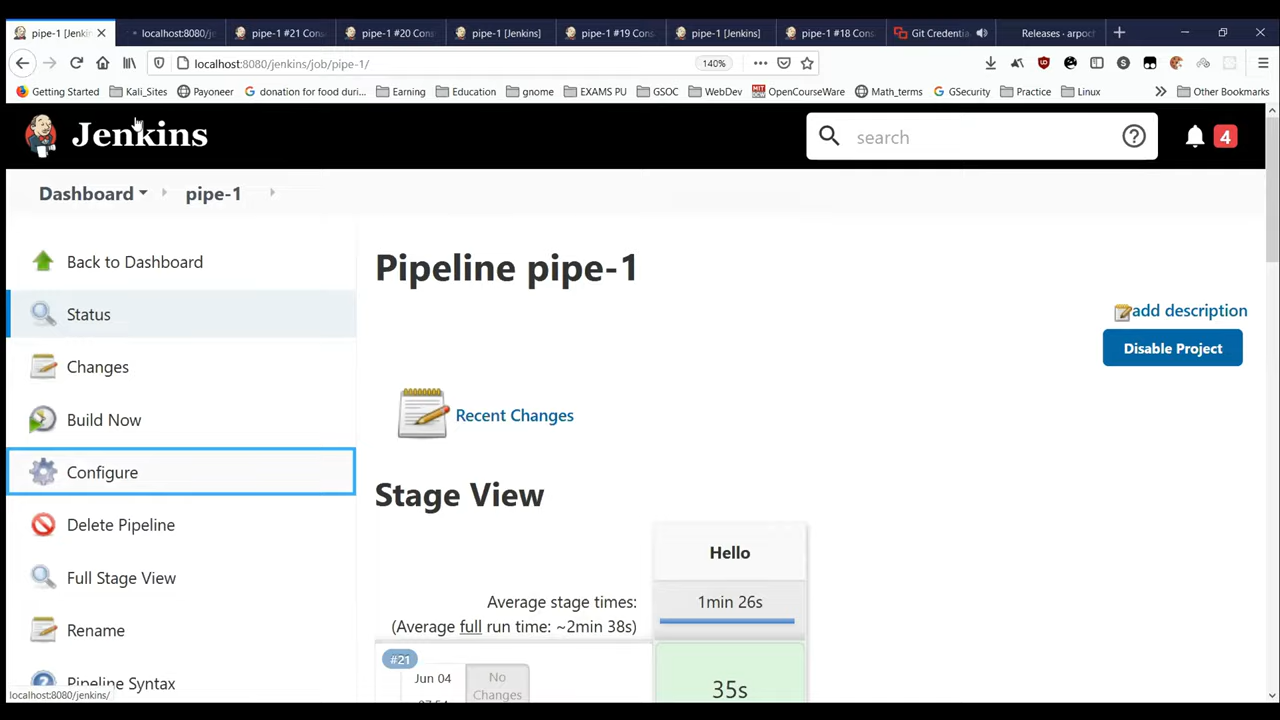 pipe-1 [Jenkin
localhost:8080/je
pipe-1 #21 Cons
pipe-1 #20 Cons
pipe-1 [Jenkins]
pipe-1 #19 Cons
pipe-1 [Jenkins]
pipe-1 #18 Cons
Git Credentia
Releases · arpoch
localhost:8080/jenkins/job/pipe-1/
140%
Getting Started
Kali_Sites
Payoneer
donation for food duri...
Earning
Education
gnome
EXAMS PU
GSOC
WebDev
OpenCourseWare
Math_terms
GSecurity
Practice
Linux
Other Bookmarks
Jenkins
search
4
Dashboard
pipe-1
Back to Dashboard
Status
Changes
Build Now
Configure
Delete Pipeline
Full Stage View
Rename
Pipeline Syntax
Pipeline pipe-1
add description
Disable Project
Recent Changes
Stage View
Hello
Average stage times:
1min 26s
(Average full run time: ~2min 38s)
#21
Jun 04
No
Changes
35s
localhost:8080/jenkins/